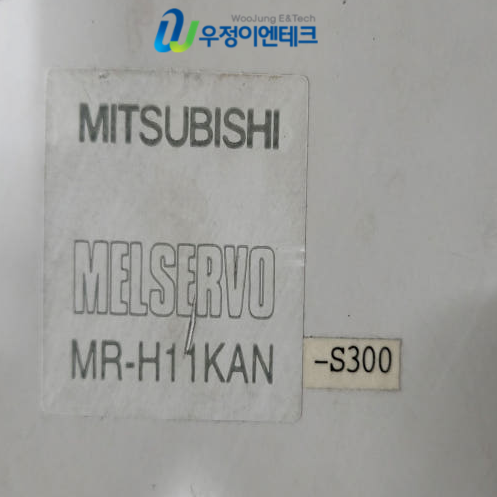 WooJung E&Tech
우정이엔테크
MITSUBISHI
MELSERVO
MR-H11KAN -S300